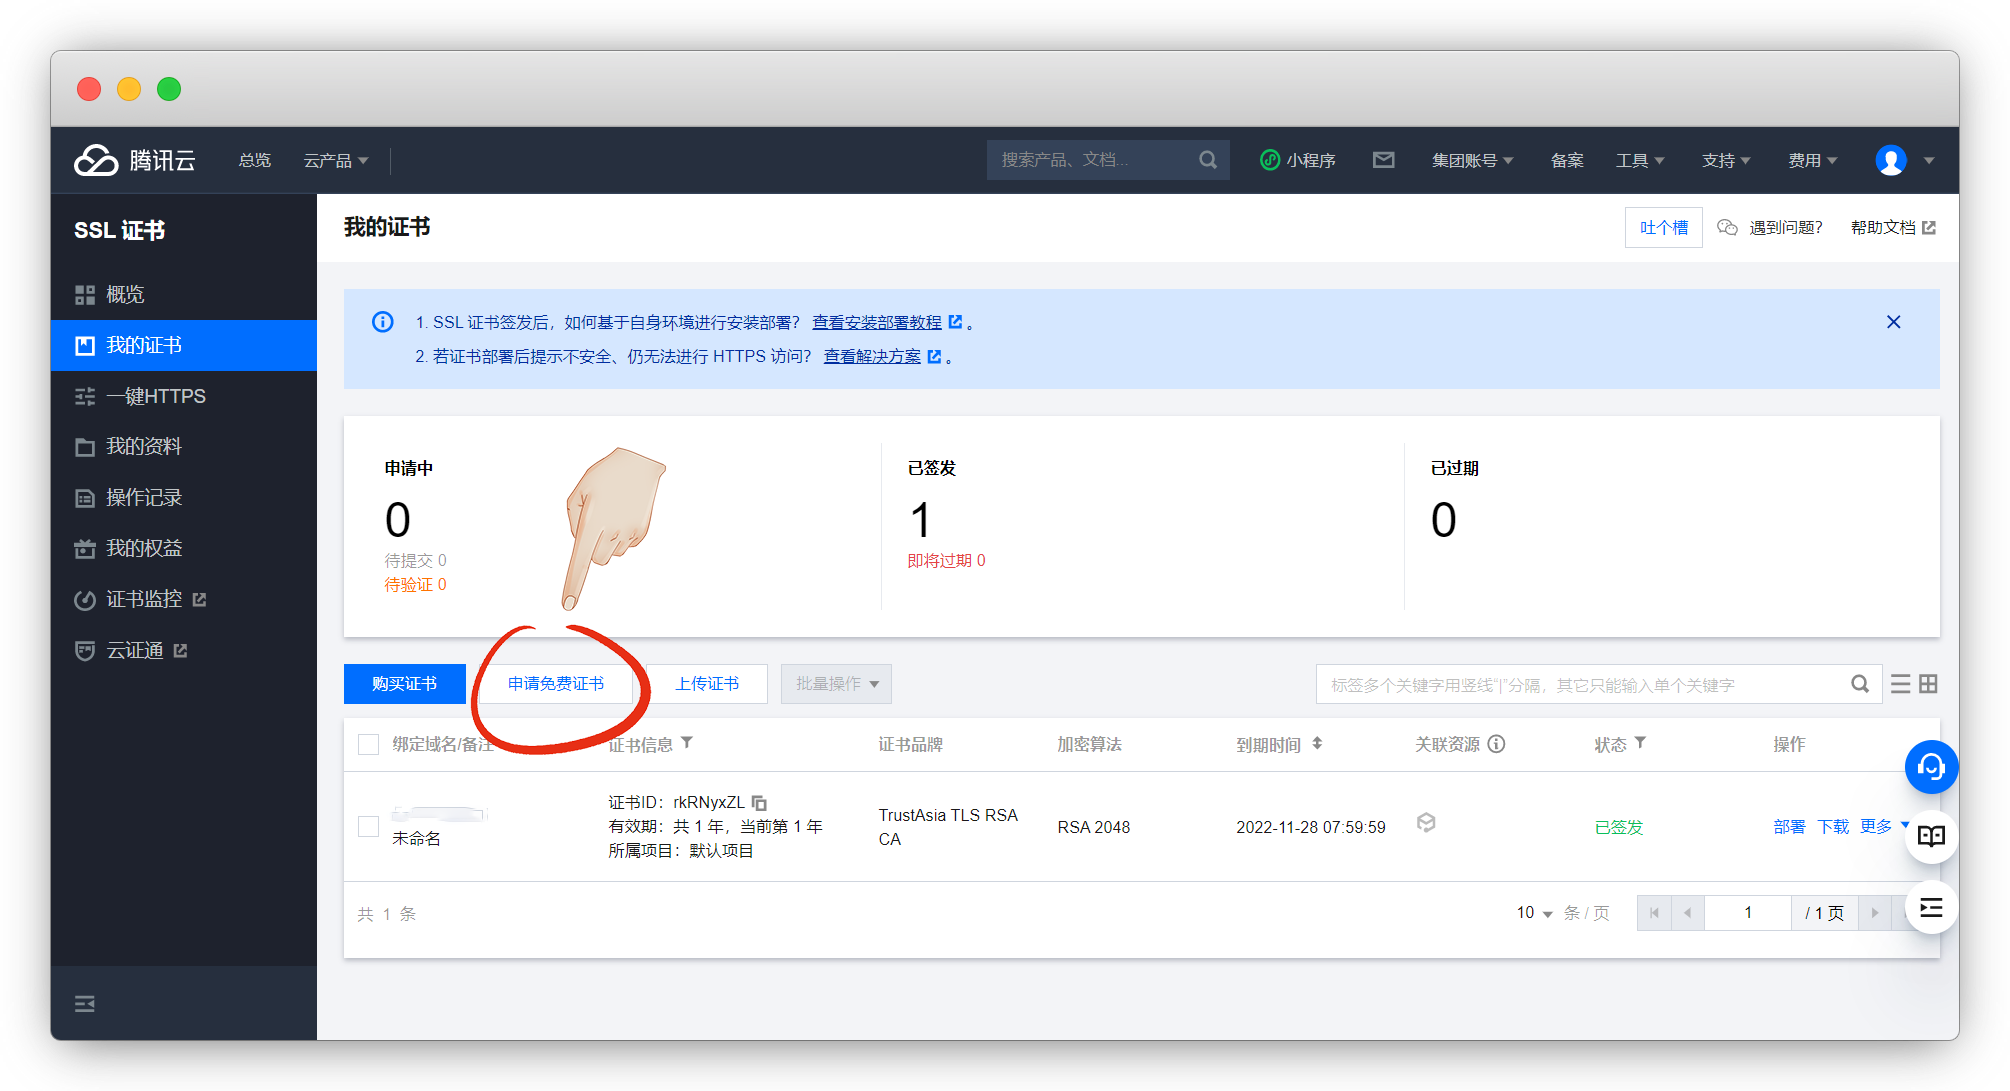 腾讯云 总览 云产品 搜索产品、文档... 小程序 集团账号 备案 工具 支持 费用
SSL 证书
概览
我的证书
一键HTTPS
我的资料
操作记录
我的权益
证书监控
云证通
我的证书 吐个槽 遇到问题? 帮助文档
1. SSL 证书签发后，如何基于自身环境进行安装部署？ 查看安装部署教程 。
2. 若证书部署后提示不安全、仍无法进行 HTTPS 访问？ 查看解决方案 。
申请中
0
待提交 0
待验证 0
已签发
1
即将过期 0
已过期
0
购买证书 申请免费证书 上传证书 批量操作 标签多个关键字用竖线"|"分隔，其它只能输入单个关键字
绑定域名/备注 证书信息 证书品牌 加密算法 到期时间 关联资源 状态 操作
未命名
证书ID：rkRNyxZL
有效期：共 1 年，当前第 1 年
所属项目：默认项目
TrustAsia TLS RSA
CA
RSA 2048
2022-11-28 07:59:59
已签发
部署 下载 更多
共 1 条 10 条 / 页 1 / 1 页